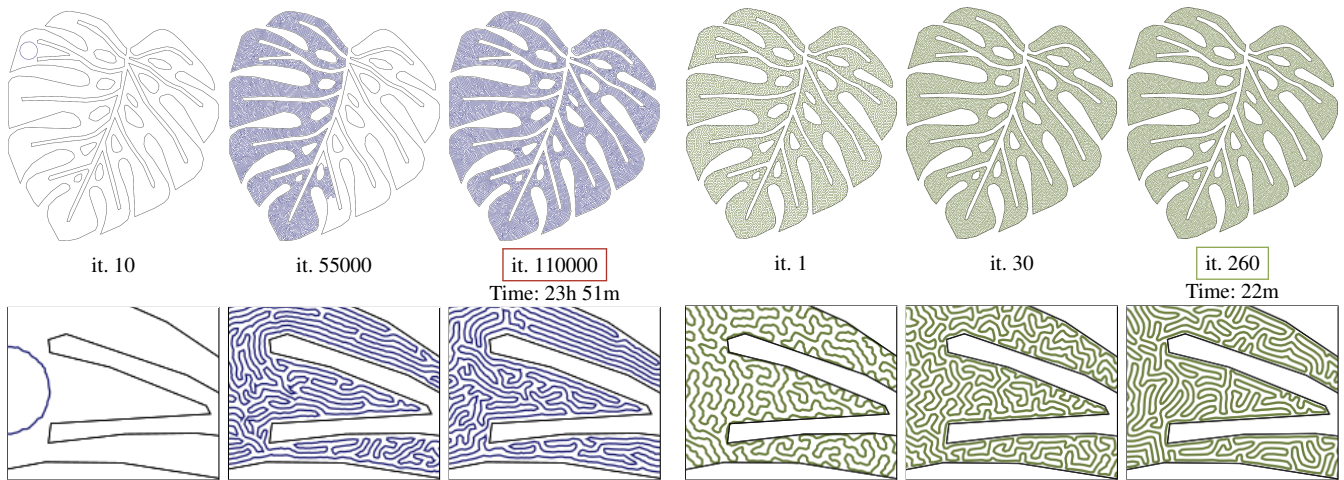 it. 10
it. 55000
it. 110000
Time: 23h 51m
it. 1
it. 30
it. 260
Time: 22m